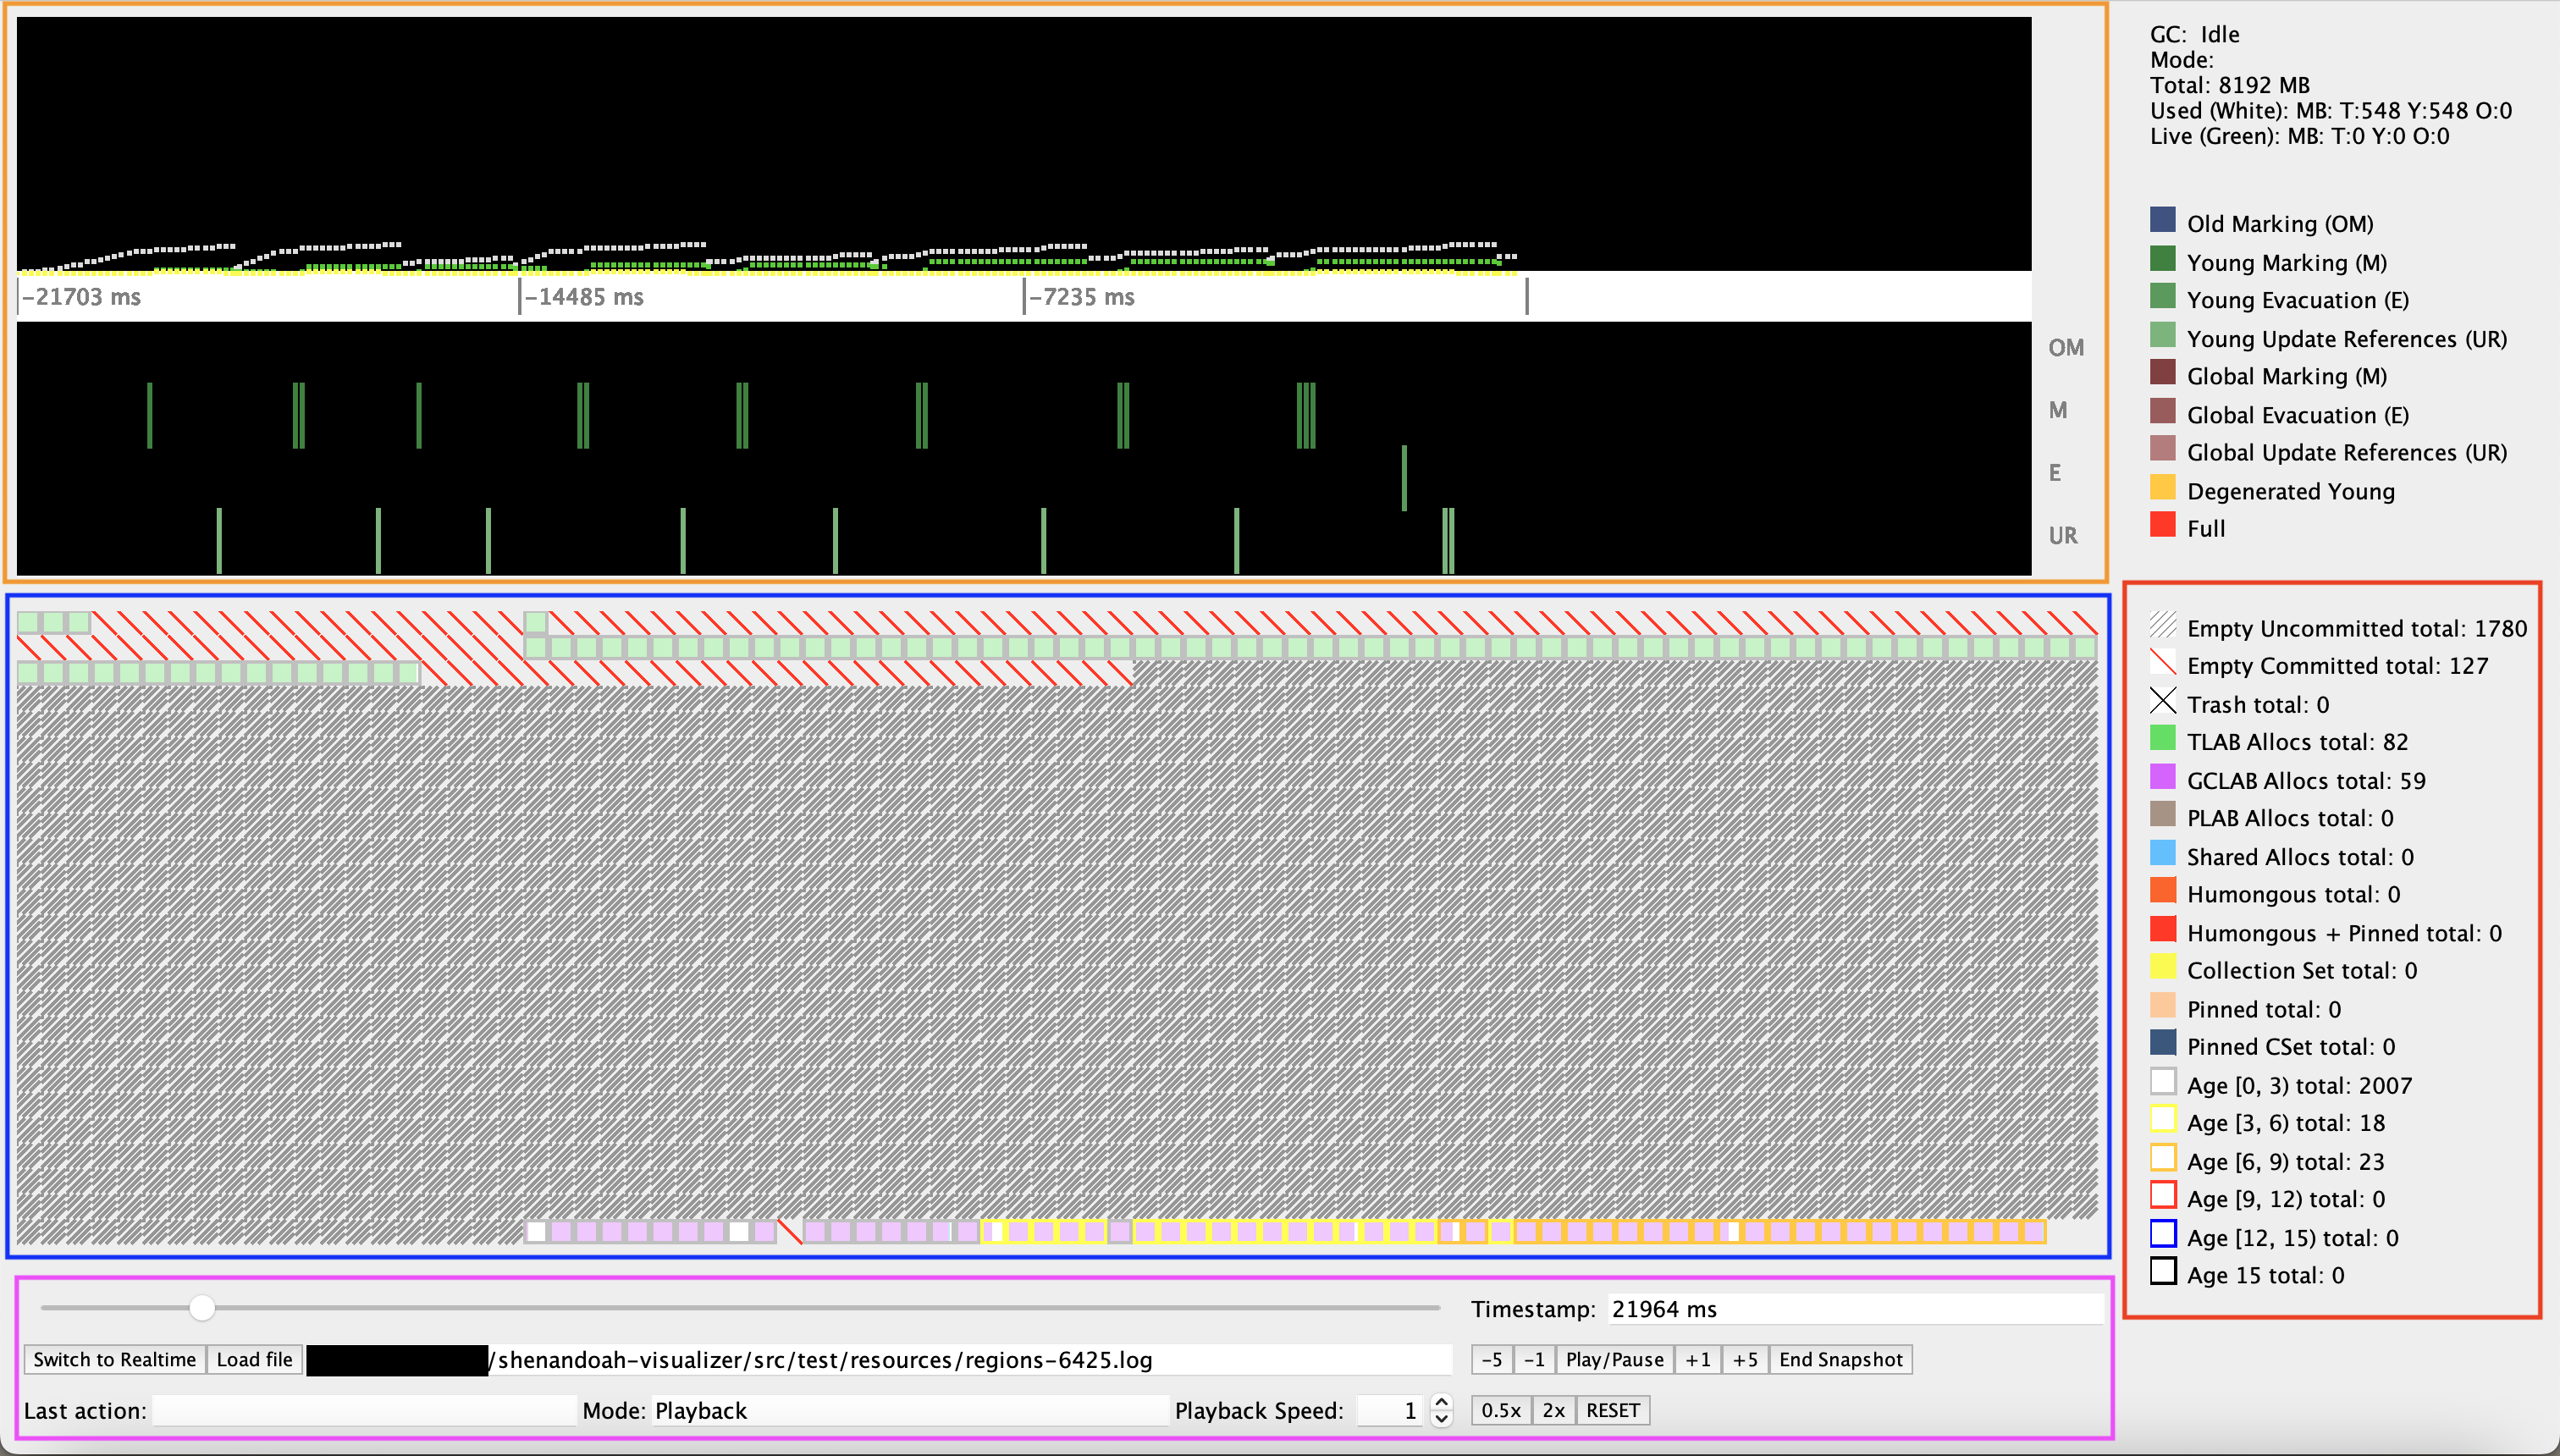 GC:  Idle
Mode:
Total: 8192 MB
Used (White): MB: T:548 Y:548 O:0
Live (Green): MB: T:0 Y:0 O:0
-21703 ms
-14485 ms
-7235 ms
OM
M
E
UR
Old Marking (OM)
Young Marking (M)
Young Evacuation (E)
Young Update References (UR)
Global Marking (M)
Global Evacuation (E)
Global Update References (UR)
Degenerated Young
Full
Empty Uncommitted total: 1780
Empty Committed total: 127
Trash total: 0
TLAB Allocs total: 82
GCLAB Allocs total: 59
PLAB Allocs total: 0
Shared Allocs total: 0
Humongous total: 0
Humongous + Pinned total: 0
Collection Set total: 0
Pinned total: 0
Pinned CSet total: 0
Age [0, 3) total: 2007
Age [3, 6) total: 18
Age [6, 9) total: 23
Age [9, 12) total: 0
Age [12, 15) total: 0
Age 15 total: 0
Timestamp: 21964 ms
Switch to Realtime Load file /shenandoah-visualizer/src/test/resources/regions-6425.log
-5 -1 Play/Pause +1 +5 End Snapshot
Last action: Mode: Playback Playback Speed: 1
0.5x 2x RESET